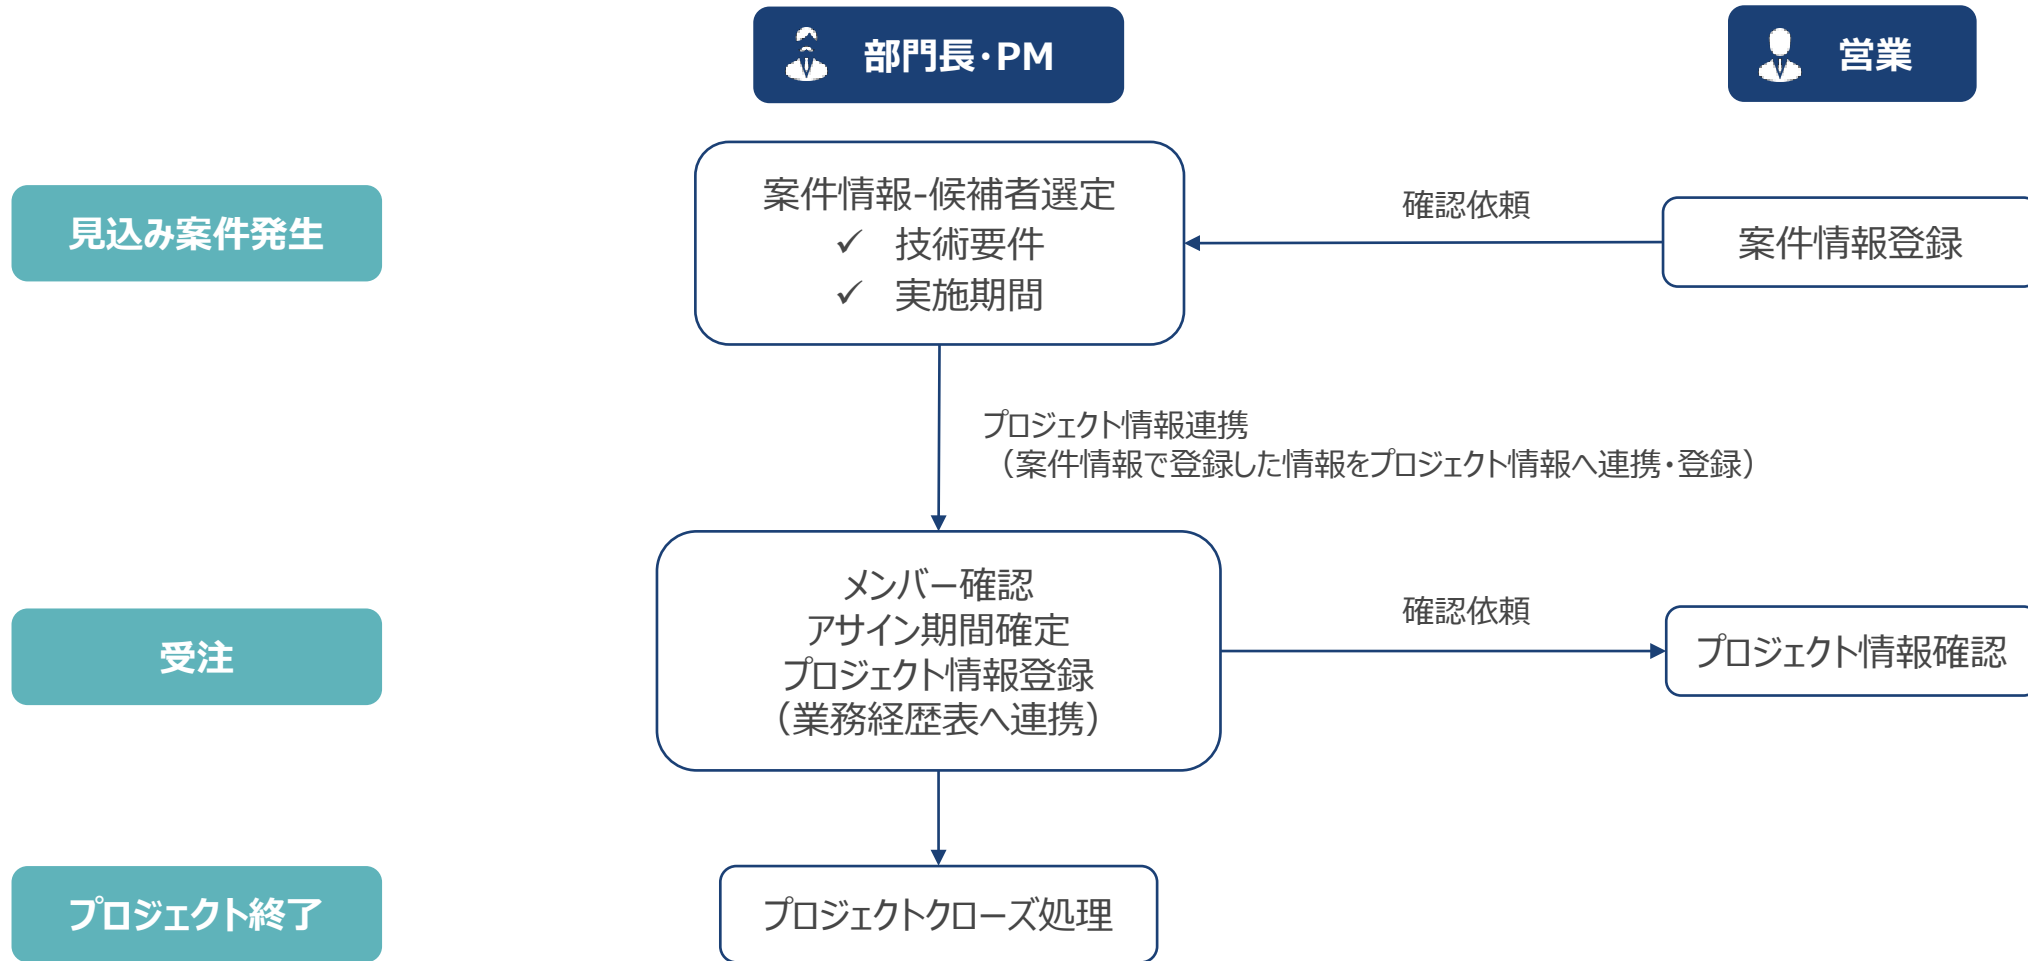 部門長・PM
営業
見込み案件発生
案件情報-候補者選定
✓ 技術要件
✓ 実施期間
確認依頼
案件情報登録
プロジェクト情報連携
（案件情報で登録した情報をプロジェクト情報へ連携・登録）
受注
メンバー確認
アサイン期間確定
プロジェクト情報登録
（業務経歴表へ連携）
確認依頼
プロジェクト情報確認
プロジェクト終了
プロジェクトクローズ処理